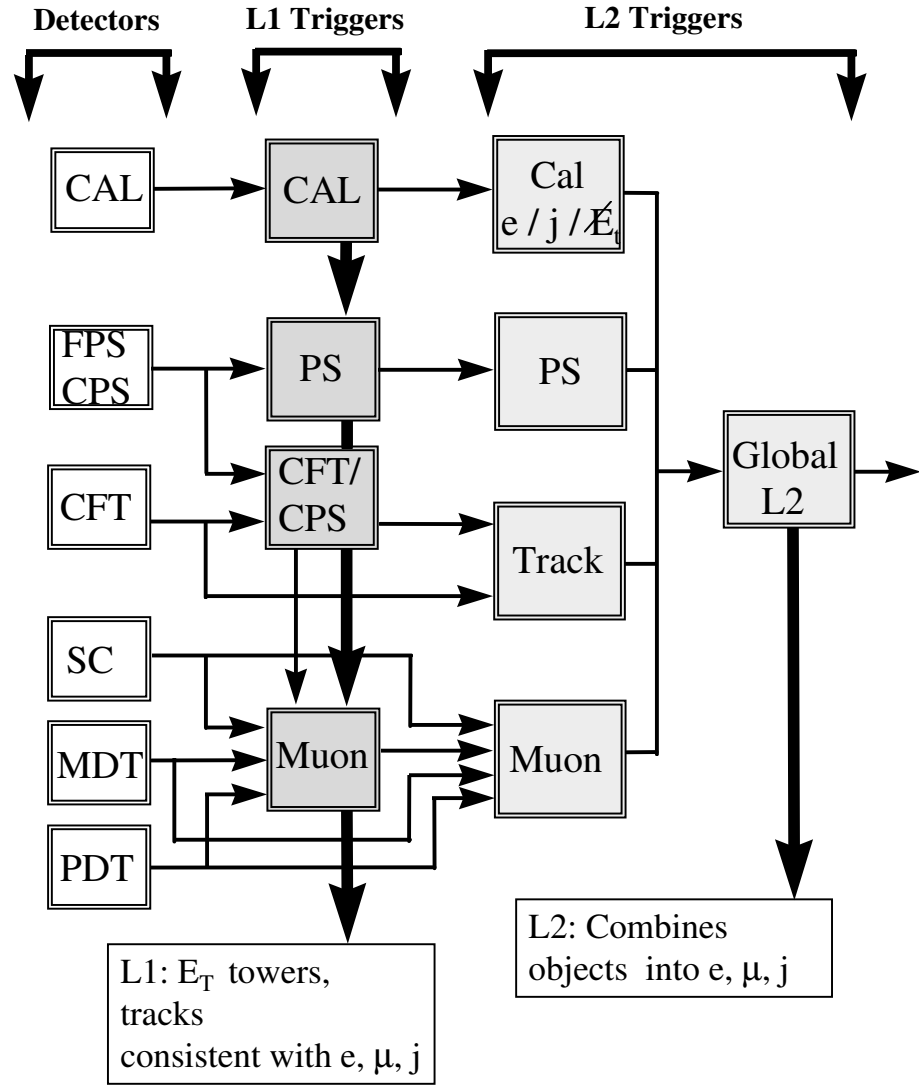 Detectors
L1 Triggers
L2 Triggers
CAL
CAL
Cal
e / j / E̸t
FPS
CPS
PS
PS
CFT
CFT/
CPS
Track
Global
L2
SC
MDT
PDT
Muon
Muon
L1: ET towers,
tracks
consistent with e, μ, j
L2: Combines
objects into e, μ, j